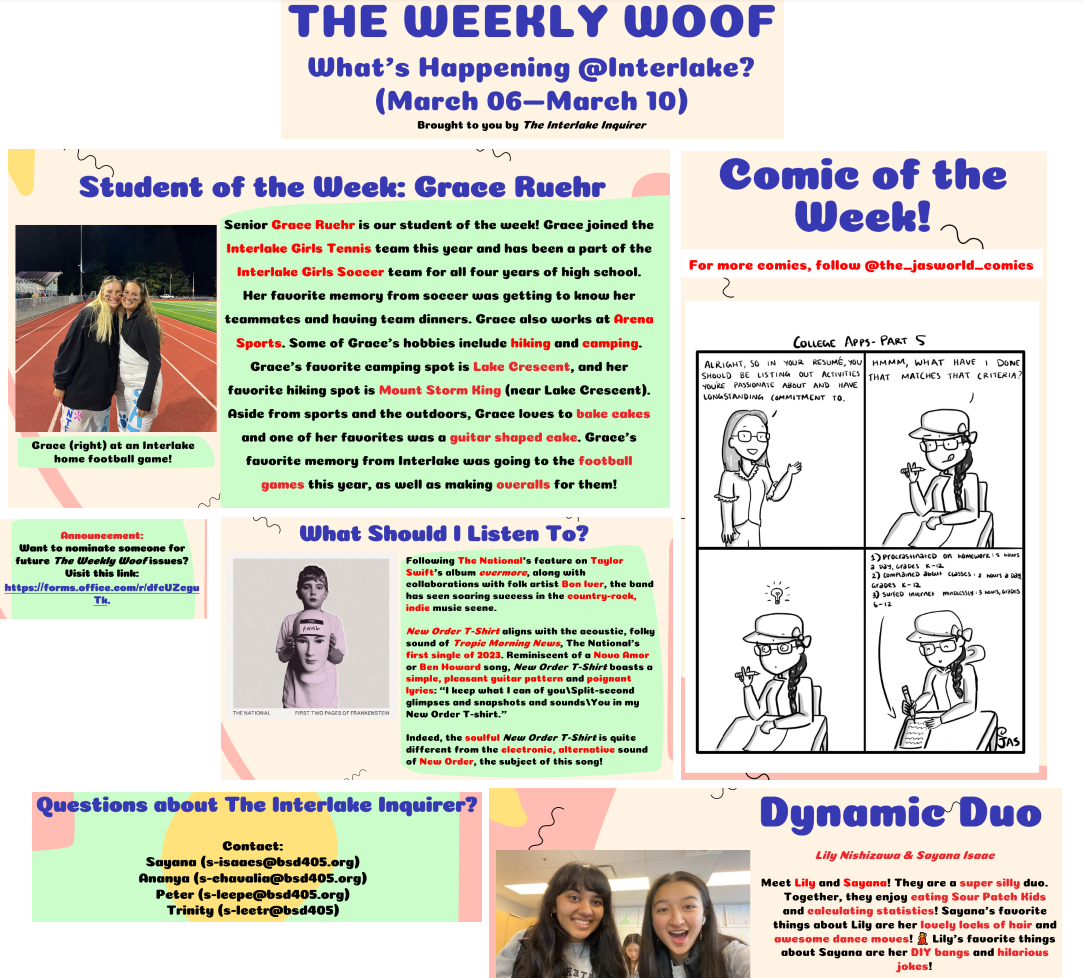 THE WEEKLY WOOF
What's Happening @Interlake?
(March 06—March 10)
Brought to you by The Interlake Inquirer
Student of the Week: Grace Ruehr
Senior Grace Ruehr is our student of the week! Grace joined the
Interlake Girls Tennis team this year and has been a part of the
Interlake Girls Soccer team for all four years of high school.
Her favorite memory from soccer was getting to know her
teammates and having team dinners. Grace also works at Arena
Sports. Some of Grace's hobbies include hiking and camping.
Grace's favorite camping spot is Lake Crescent, and her
favorite hiking spot is Mount Storm King (near Lake Crescent).
Aside from sports and the outdoors, Grace loves to bake cakes
and one of her favorites was a guitar shaped cake. Grace's
favorite memory from Interlake was going to the football
games this year, as well as making overalls for them!
Grace (right) at an Interlake
home football game!
Comic of the
Week!
For more comics, follow @the_jasworld_comics
COLLEGE APPS- PART 5
ALRIGHT, SO IN YOUR RESUMÉ, YOU
SHOULD BE LISTING OUT ACTIVITIES
YOU'RE PASSIONATE ABOUT AND HAVE
LONGSTANDING COMMITMENT TO.
HMMM, WHAT HAVE I DONE
THAT MATCHES THAT CRITERIA?
1) PROCRASTINATED ON HOMEWORK: 5 HOURS
A DAY, GRADES K-12
2) COMPLAINED ABOUT CLASSES: 2 HOURS A DAY,
GRADES K-12
3) SURFED INTERNET MINDLESSLY: 3 HOURS, GRADES
6-12
JAS
Announcement:
Want to nominate someone for
future The Weekly Woof issues?
Visit this link:
https://forms.office.com/r/dfeUZegu
Tk.
What Should I Listen To?
THE NATIONAL FIRST TWO PAGES OF FRANKENSTEIN
Following The National's feature on Taylor
Swift's album evermore, along with
collaborations with folk artist Bon Iver, the band
has seen soaring success in the country-rock,
indie music scene.
New Order T-Shirt aligns with the acoustic, folky
sound of Tropic Morning News, The National's
first single of 2023. Reminiscent of a Novo Amor
or Ben Howard song, New Order T-Shirt boasts a
simple, pleasant guitar pattern and poignant
lyrics: “I keep what I can of you\Split-second
glimpses and snapshots and sounds\You in my
New Order T-shirt.”
Indeed, the soulful New Order T-Shirt is quite
different from the electronic, alternative sound
of New Order, the subject of this song!
Questions about The Interlake Inquirer?
Contact:
Sayana (s-isaacs@bsd405.org)
Ananya (s-chavalia@bsd405.org)
Peter (s-leepe@bsd405.org)
Trinity (s-leetr@bsd405)
Dynamic Duo
Lily Nishizawa & Sayana Isaac
Meet Lily and Sayana! They are a super silly duo.
Together, they enjoy eating Sour Patch Kids
and calculating statistics! Sayana's favorite
things about Lily are her lovely locks of hair and
awesome dance moves! 💃 Lily's favorite things
about Sayana are her DIY bangs and hilarious
jokes!